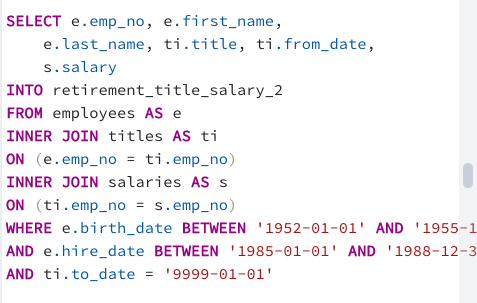 SELECT e.emp_no, e.first_name,
e.last_name, ti.title, ti.from_date,
s.salary
INTO retirement_title_salary_2
FROM employees AS e
INNER JOIN titles AS ti
ON (e.emp_no = ti.emp_no)
INNER JOIN salaries AS s
ON (ti.emp_no = s.emp_no)
WHERE e.birth_date BETWEEN '1952-01-01' AND '1955-1
AND e.hire_date BETWEEN '1985-01-01' AND '1988-12-3
AND ti.to_date = '9999-01-01'